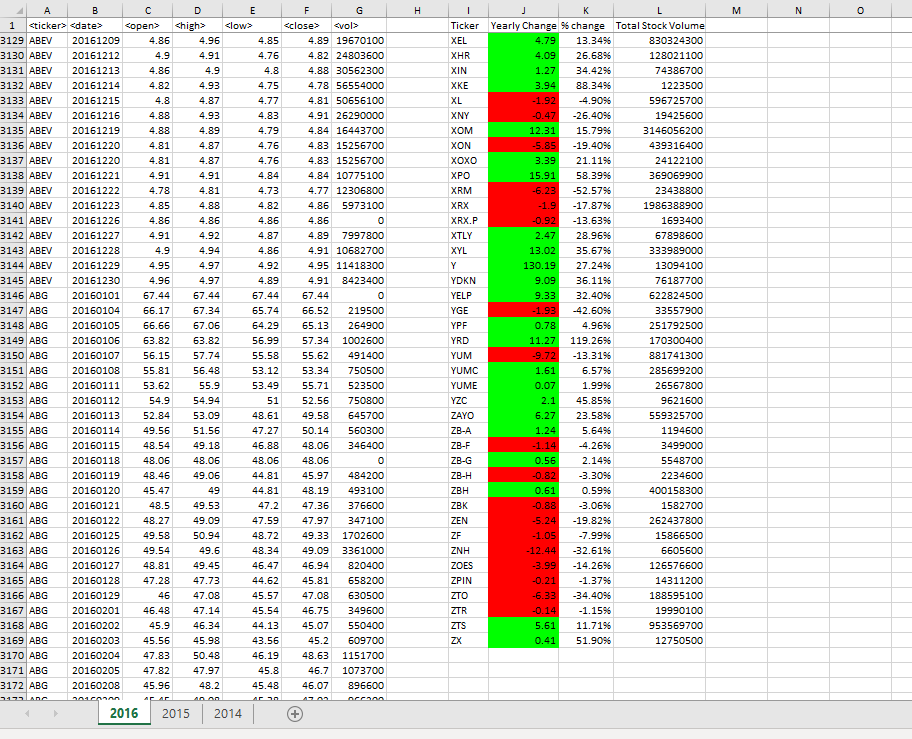 A B C D E F G H I J K L M N O
1 <ticker> <date> <open> <high> <low> <close> <vol> Ticker Yearly Change % change Total Stock Volume
3129 ABEV 20161209 4.86 4.96 4.85 4.89 19670100 XEL 4.79 13.34% 830324300
3130 ABEV 20161212 4.9 4.91 4.76 4.82 24803600 XHR 4.09 26.68% 128021100
3131 ABEV 20161213 4.86 4.9 4.8 4.88 30562300 XIN 1.27 34.42% 74386700
3132 ABEV 20161214 4.82 4.93 4.75 4.78 56554000 XKE 3.94 88.34% 1223500
3133 ABEV 20161215 4.8 4.87 4.77 4.81 50656100 XL -1.92 -4.90% 596725700
3134 ABEV 20161216 4.88 4.93 4.83 4.91 26290000 XNY -0.47 -26.40% 19425600
3135 ABEV 20161219 4.88 4.89 4.79 4.84 16443700 XOM 12.31 15.79% 3146056200
3136 ABEV 20161220 4.81 4.87 4.76 4.83 15256700 XON -5.85 -19.40% 439316400
3137 ABEV 20161220 4.81 4.87 4.76 4.83 15256700 XOXO 3.39 21.11% 24122100
3138 ABEV 20161221 4.91 4.91 4.84 4.84 10775100 XPO 15.91 58.39% 369069900
3139 ABEV 20161222 4.78 4.81 4.73 4.77 12306800 XRM -6.23 -52.57% 23438800
3140 ABEV 20161223 4.85 4.88 4.82 4.86 5973100 XRX -1.9 -17.87% 1986388900
3141 ABEV 20161226 4.86 4.86 4.86 4.86 0 XRX.P -0.92 -13.63% 1693400
3142 ABEV 20161227 4.91 4.92 4.87 4.89 7997800 XTLY 2.47 28.96% 67898600
3143 ABEV 20161228 4.9 4.94 4.86 4.91 10682700 XYL 13.02 35.67% 333989000
3144 ABEV 20161229 4.95 4.97 4.92 4.95 11418300 Y 130.19 27.24% 13094100
3145 ABEV 20161230 4.96 4.97 4.89 4.91 8423400 YDKN 9.09 36.11% 76187700
3146 ABG 20160101 67.44 67.44 67.44 67.44 0 YELP 9.33 32.40% 622824500
3147 ABG 20160104 66.17 67.34 65.74 66.52 219500 YGE -1.93 -42.60% 33557900
3148 ABG 20160105 66.66 67.06 64.29 65.13 264900 YPF 0.78 4.96% 251792500
3149 ABG 20160106 63.82 63.82 56.99 57.34 1002600 YRD 11.27 119.26% 170300400
3150 ABG 20160107 56.15 57.74 55.58 55.62 491400 YUM -9.72 -13.31% 881741300
3151 ABG 20160108 55.81 56.48 53.12 53.34 750500 YUMC 1.61 6.57% 285699200
3152 ABG 20160111 53.62 55.9 53.49 55.71 523500 YUME 0.07 1.99% 26567800
3153 ABG 20160112 54.9 54.94 51 52.56 750800 YZC 2.1 45.85% 9621600
3154 ABG 20160113 52.84 53.09 48.61 49.58 645700 ZAYO 6.27 23.58% 559325700
3155 ABG 20160114 49.56 51.56 47.27 50.14 560300 ZB-A 1.24 5.64% 1194600
3156 ABG 20160115 48.54 49.18 46.88 48.06 346400 ZB-F -1.14 -4.26% 3499000
3157 ABG 20160118 48.06 48.06 48.06 48.06 0 ZB-G 0.56 2.14% 5548700
3158 ABG 20160119 48.46 49.06 44.81 45.97 484200 ZB-H -0.82 -3.30% 2234600
3159 ABG 20160120 45.47 49 44.81 48.19 493100 ZBH 0.61 0.59% 400158300
3160 ABG 20160121 48.5 49.53 47.2 47.36 376600 ZBK -0.88 -3.06% 1582700
3161 ABG 20160122 48.27 49.09 47.59 47.97 347100 ZEN -5.24 -19.82% 262437800
3162 ABG 20160125 49.58 50.94 48.72 49.33 1702600 ZF -1.05 -7.99% 15866500
3163 ABG 20160126 49.54 49.6 48.34 49.09 3361000 ZNH -12.44 -32.61% 6605600
3164 ABG 20160127 48.81 49.45 46.47 46.94 820400 ZOES -3.99 -14.26% 126576600
3165 ABG 20160128 47.28 47.73 44.62 45.81 658200 ZPIN -0.21 -1.37% 14311200
3166 ABG 20160129 46 47.08 45.57 47.08 630500 ZTO -6.33 -34.40% 188595100
3167 ABG 20160201 46.48 47.14 45.54 46.75 349600 ZTR -0.14 -1.15% 19990100
3168 ABG 20160202 45.9 46.34 44.13 45.07 550400 ZTS 5.61 11.71% 953569700
3169 ABG 20160203 45.56 45.98 43.56 45.2 609700 ZX 0.41 51.90% 12750500
3170 ABG 20160204 47.83 50.48 46.19 48.63 1151700
3171 ABG 20160205 47.82 47.97 45.8 46.7 1073700
3172 ABG 20160208 45.96 48.2 45.48 46.07 896600
2016 2015 2014